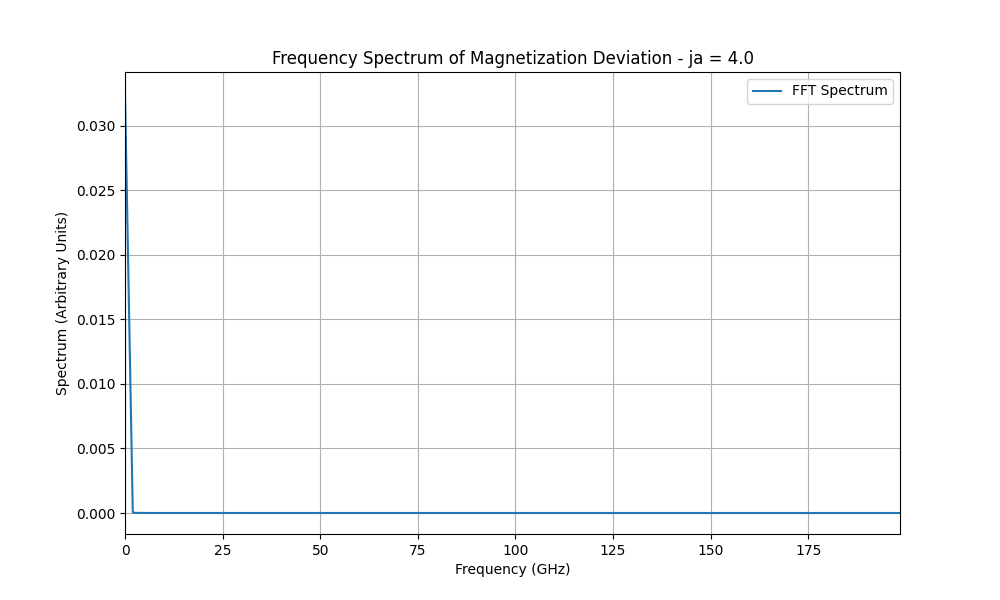 Frequency Spectrum of Magnetization Deviation - ja = 4.0
FFT Spectrum
0.030
0.025
0.020
0.015
0.010
0.005
0.000
Spectrum (Arbitrary Units)
0 25 50 75 100 125 150 175
Frequency (GHz)